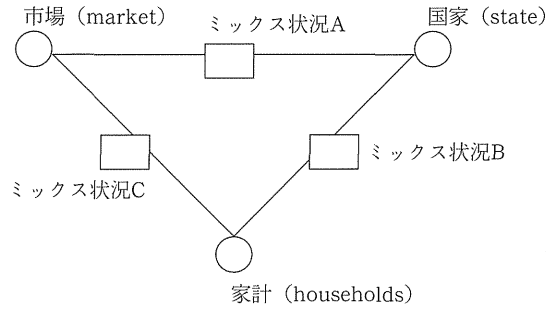 市場（market）
ミックス状況A
国家（state）
ミックス状況B
ミックス状況C
家計（households）